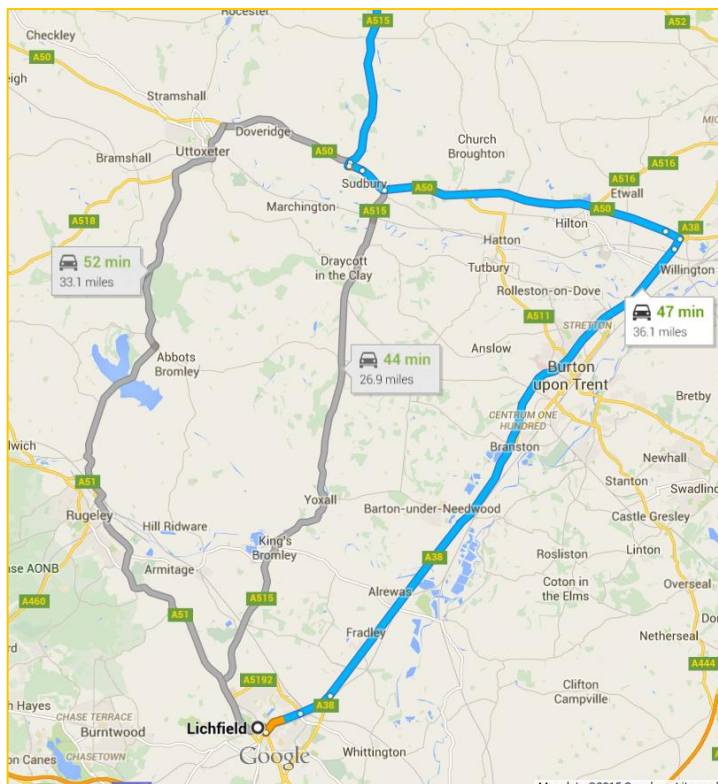 Rocester
A515
Checkley
A52
A50
Stramshall
Doveridge
A50
Church
Broughton
Uttoxeter
Bramshall
Sudbury
A50
A516
A516
Etwall
Marchington
A515
Hilton
A50
A38
A518
Hatton
Draycott
in the Clay
Tutbury
Willington
52 min
33.1 miles
Rolleston-on-Dove
A511
STRETTON
47 min
36.1 miles
Abbots
Bromley
44 min
26.9 miles
Anslow
Burton
upon Trent
Bretby
CENTRUM ONE
HUNDRED
Branston
Newhall
A51
Rugeley
Yoxall
Stanton
Barton-under-Needwood
Castle Gresley
Hill Ridware
King's
Bromley
Linton
A38
Rosliston
Armitage
Coton in
the Elms
Overseal
A460
A515
Alrewas
A51
Fradley
Netherseal
A444
A5192
Clifton
Campville
A38
Hayes
CHASE TERRACE
Lichfield
Burntwood
CHASETOWN
Google
Whittington